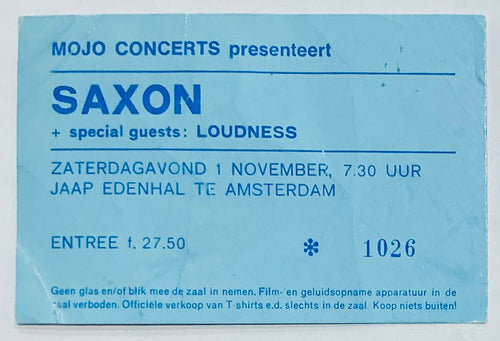 MOJO CONCERTS presenteert
SAXON
+ special guests: LOUDNESS
ZATERDAGAVOND 1 NOVEMBER, 7.30 UUR
JAAP EDENHAL TE AMSTERDAM
ENTREE f. 27.50 * 1026
Geen glas en/of blik mee de zaal in nemen. Film- en geluidsopname apparatuur in de
zaal verboden. Officiële verkoop van T-shirts e.d. slechts in de zaal. Koop niets buiten!